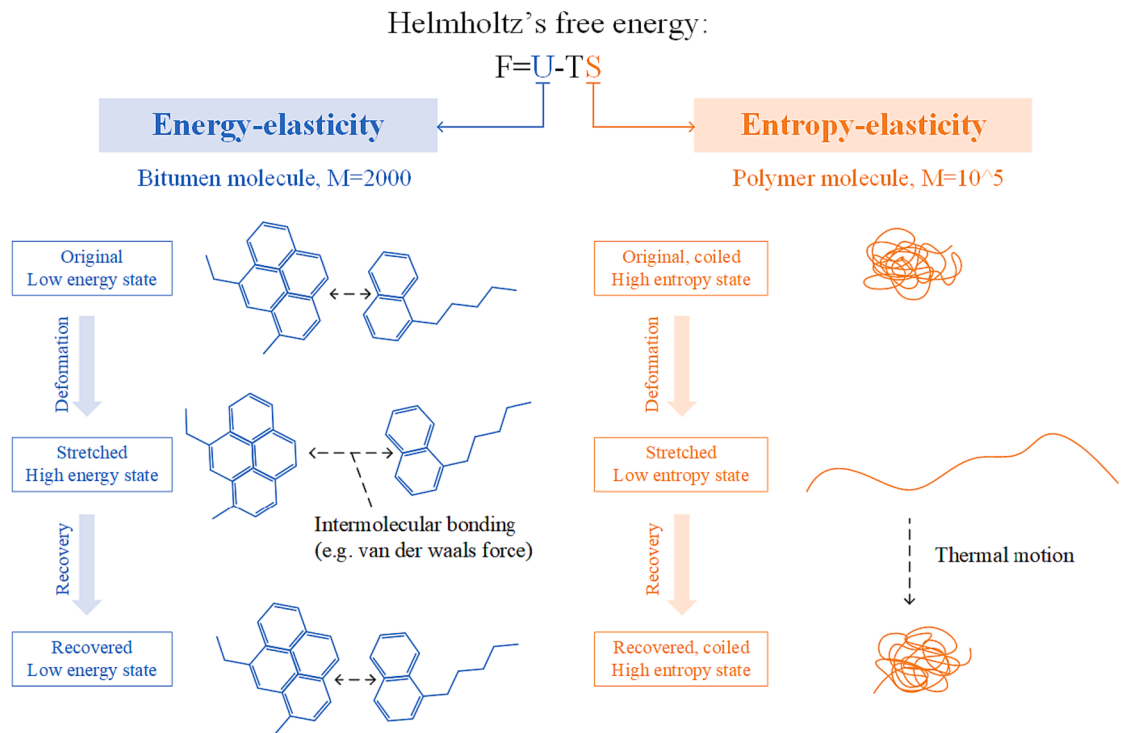 Helmholtz’s free energy:
F=U-TS
Energy-elasticity
Bitumen molecule, M=2000
Original
Low energy state
Deformation
Stretched
High energy state
Intermolecular bonding
(e.g. van der waals force)
Recovery
Recovered
Low energy state
Entropy-elasticity
Polymer molecule, M=10^5
Original, coiled
High entropy state
Deformation
Stretched
Low entropy state
Recovery
Thermal motion
Recovered, coiled
High entropy state